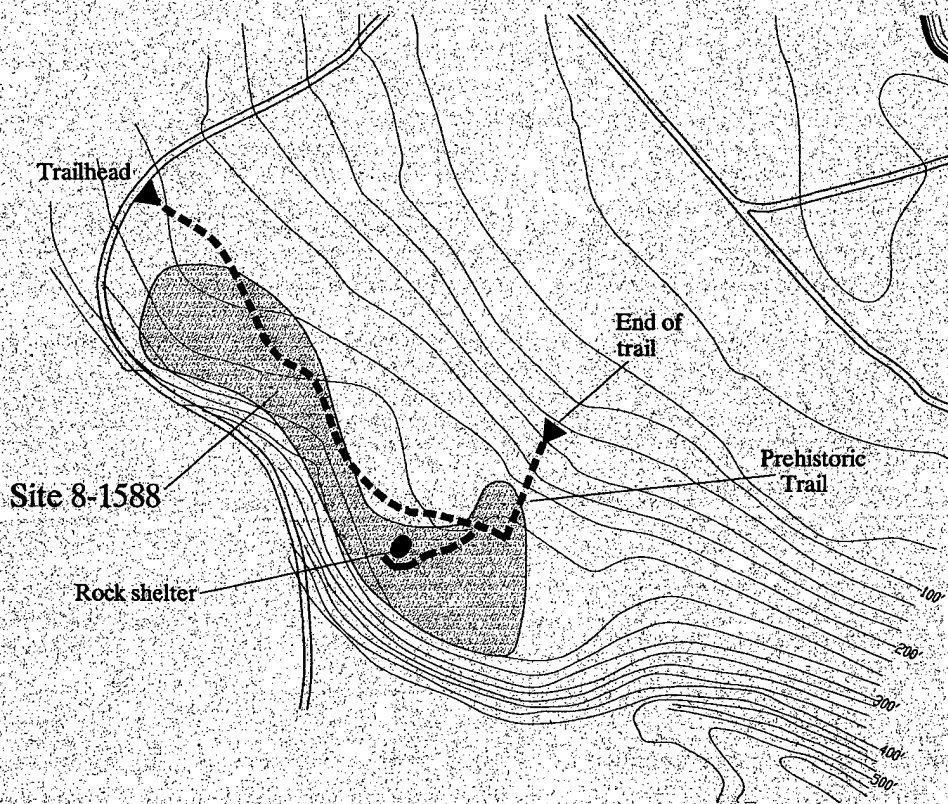 Trailhead
End of
trail
Prehistoric
Trail
Site 8-1588
Rock shelter
100'
200'
300'
400'
500'